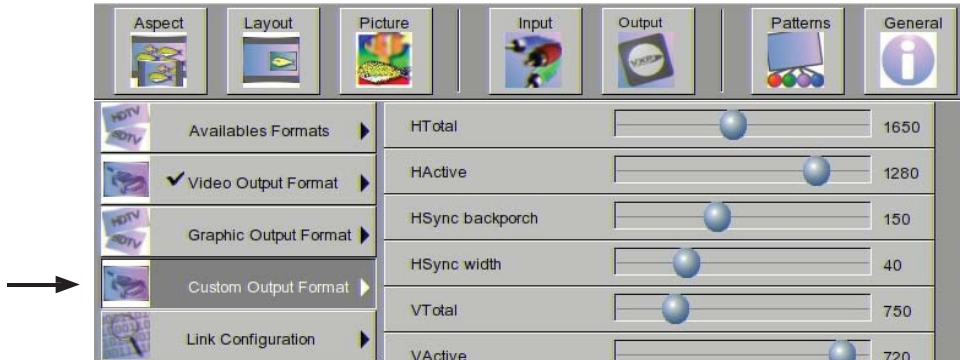 Aspect
Layout
Picture
Input
Output
Patterns
General
Availables Formats
✔Video Output Format
Graphic Output Format
Custom Output Format
Link Configuration
HTotal 1650
HActive 1280
HSync backporch 150
HSync width 40
VTotal 750
VActive 720
HDTV
SDTV
HDTV
SDTV